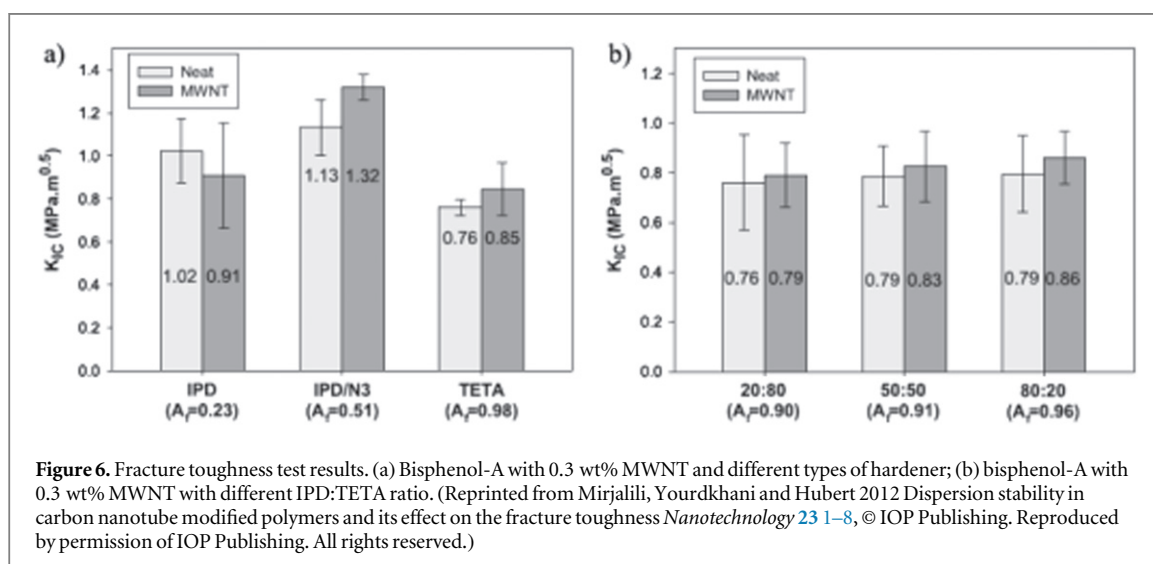 a)
Neat
MWNT
K_IC (MPa.m^0.5)
1.4
1.2
1.0
0.8
0.6
0.4
0.2
0.0
1.02
0.91
1.13
1.32
0.76
0.85
IPD
(A_f=0.23)
IPD/N3
(A_f=0.51)
TETA
(A_f=0.98)
b)
Neat
MWNT
K_IC (MPa.m^0.5)
1.2
1.0
0.8
0.6
0.4
0.2
0.0
0.76
0.79
0.79
0.83
0.79
0.86
20:80
(A_f=0.90)
50:50
(A_f=0.91)
80:20
(A_f=0.96)
Figure 6. Fracture toughness test results. (a) Bisphenol-A with 0.3 wt% MWNT and different types of hardener; (b) bisphenol-A with
0.3 wt% MWNT with different IPD:TETA ratio. (Reprinted from Mirjalili, Yourdkhani and Hubert 2012 Dispersion stability in
carbon nanotube modified polymers and its effect on the fracture toughness Nanotechnology 23 1–8, © IOP Publishing. Reproduced
by permission of IOP Publishing. All rights reserved.)